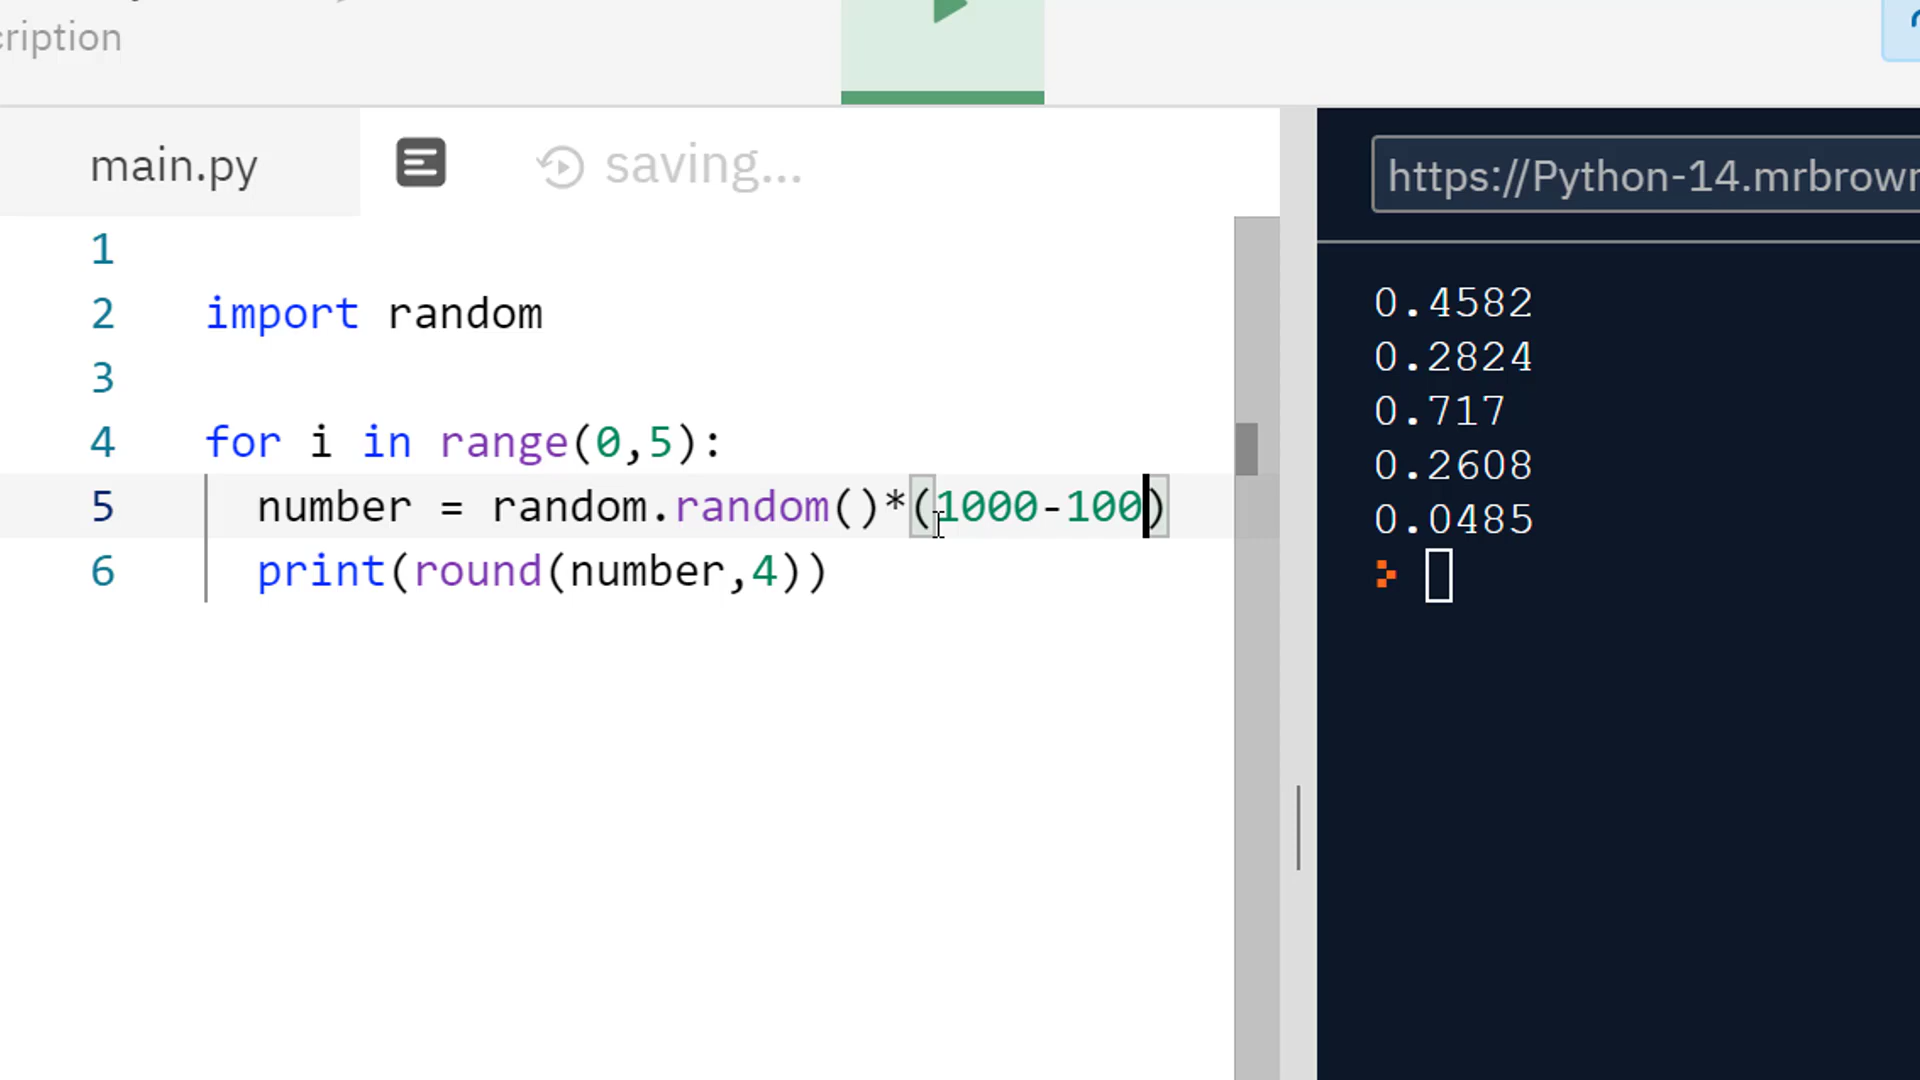 cription
main.py
saving...
https://Python-14.mrbrown
1
2 import random
3
4 for i in range(0,5):
5 number = random.random()*(1000-100)
6 print(round(number,4))
0.4582
0.2824
0.717
0.2608
0.0485